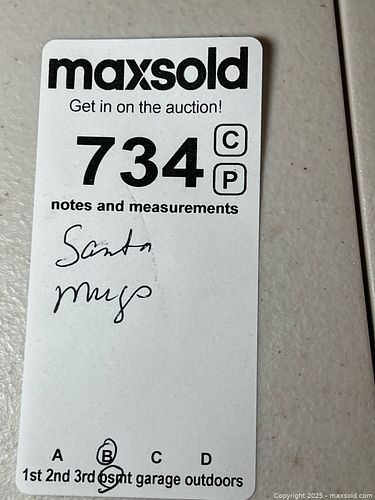 maxsold
Get in on the auction!
734 C
P
notes and measurements
Santa
mugs
A B C D
1st 2nd 3rd bsmt garage outdoors
Copyright 2025 - maxsold.com